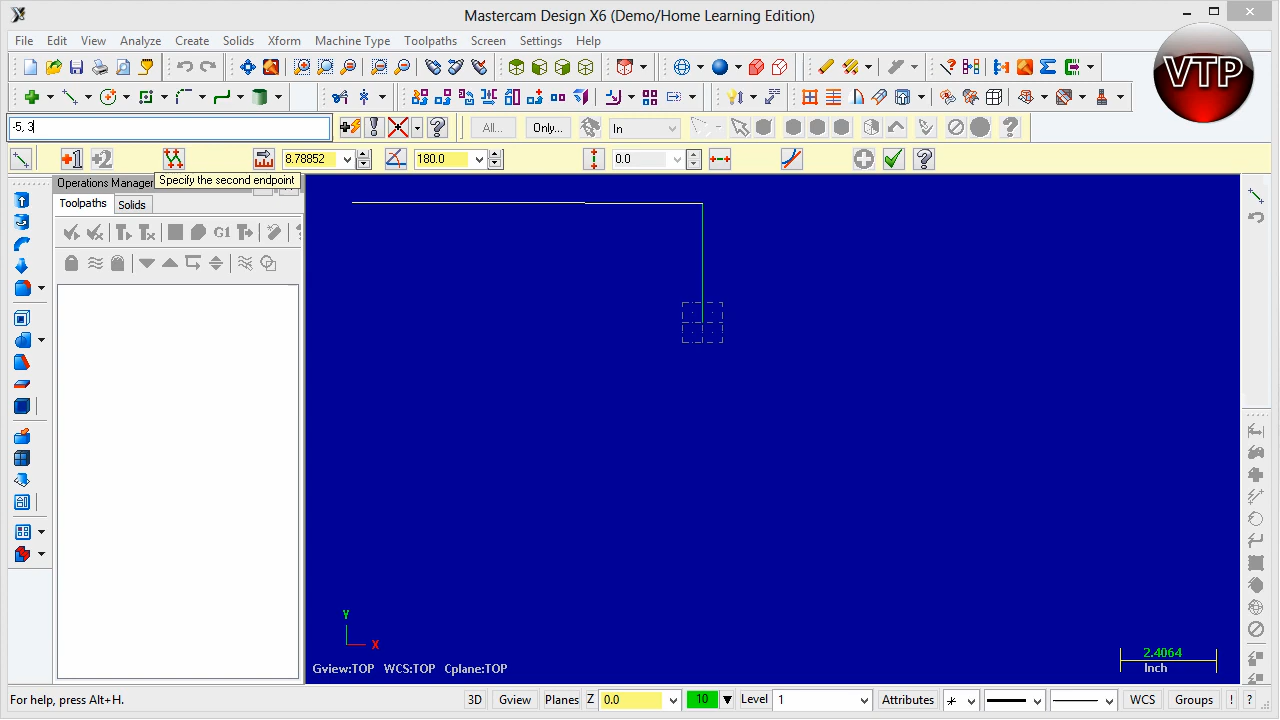 Mastercam Design X6 (Demo/Home Learning Edition)
File Edit View Analyze Create Solids Xform Machine Type Toolpaths Screen Settings Help
VTP
-5, 3
All... Only... In
+1 +2 8.78852 180.0 0.0
Specify the second endpoint
Operations Manager
Toolpaths Solids
G1
Y
X
Gview:TOP WCS:TOP Cplane:TOP
2.4064
Inch
For help, press Alt+H. 3D Gview Planes Z 0.0 10 Level 1 Attributes WCS Groups ! ?